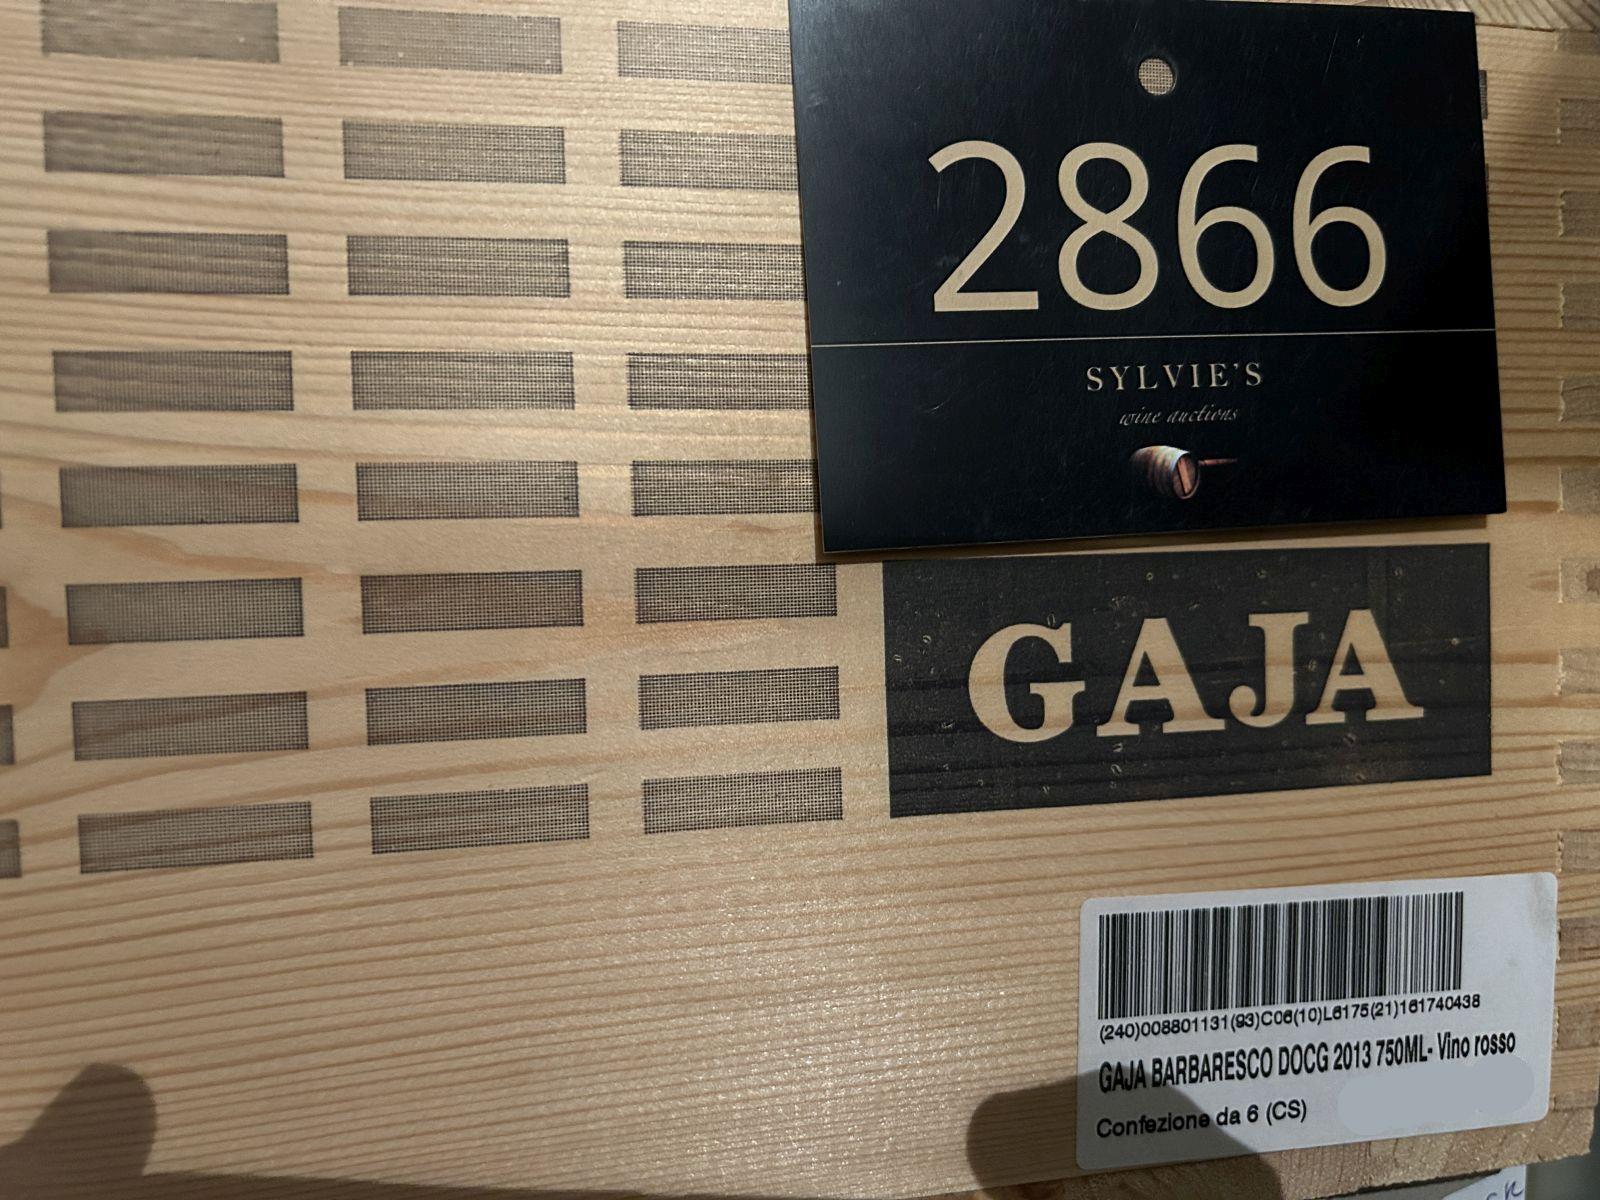 2866
SYLVIE'S
wine auctions
GAJA
(240)008801131(93)C06(10)L6175(21)161740438
GAJA BARBARESCO DOCG 2013 750ML- Vino rosso
Confezione da 6 (CS)